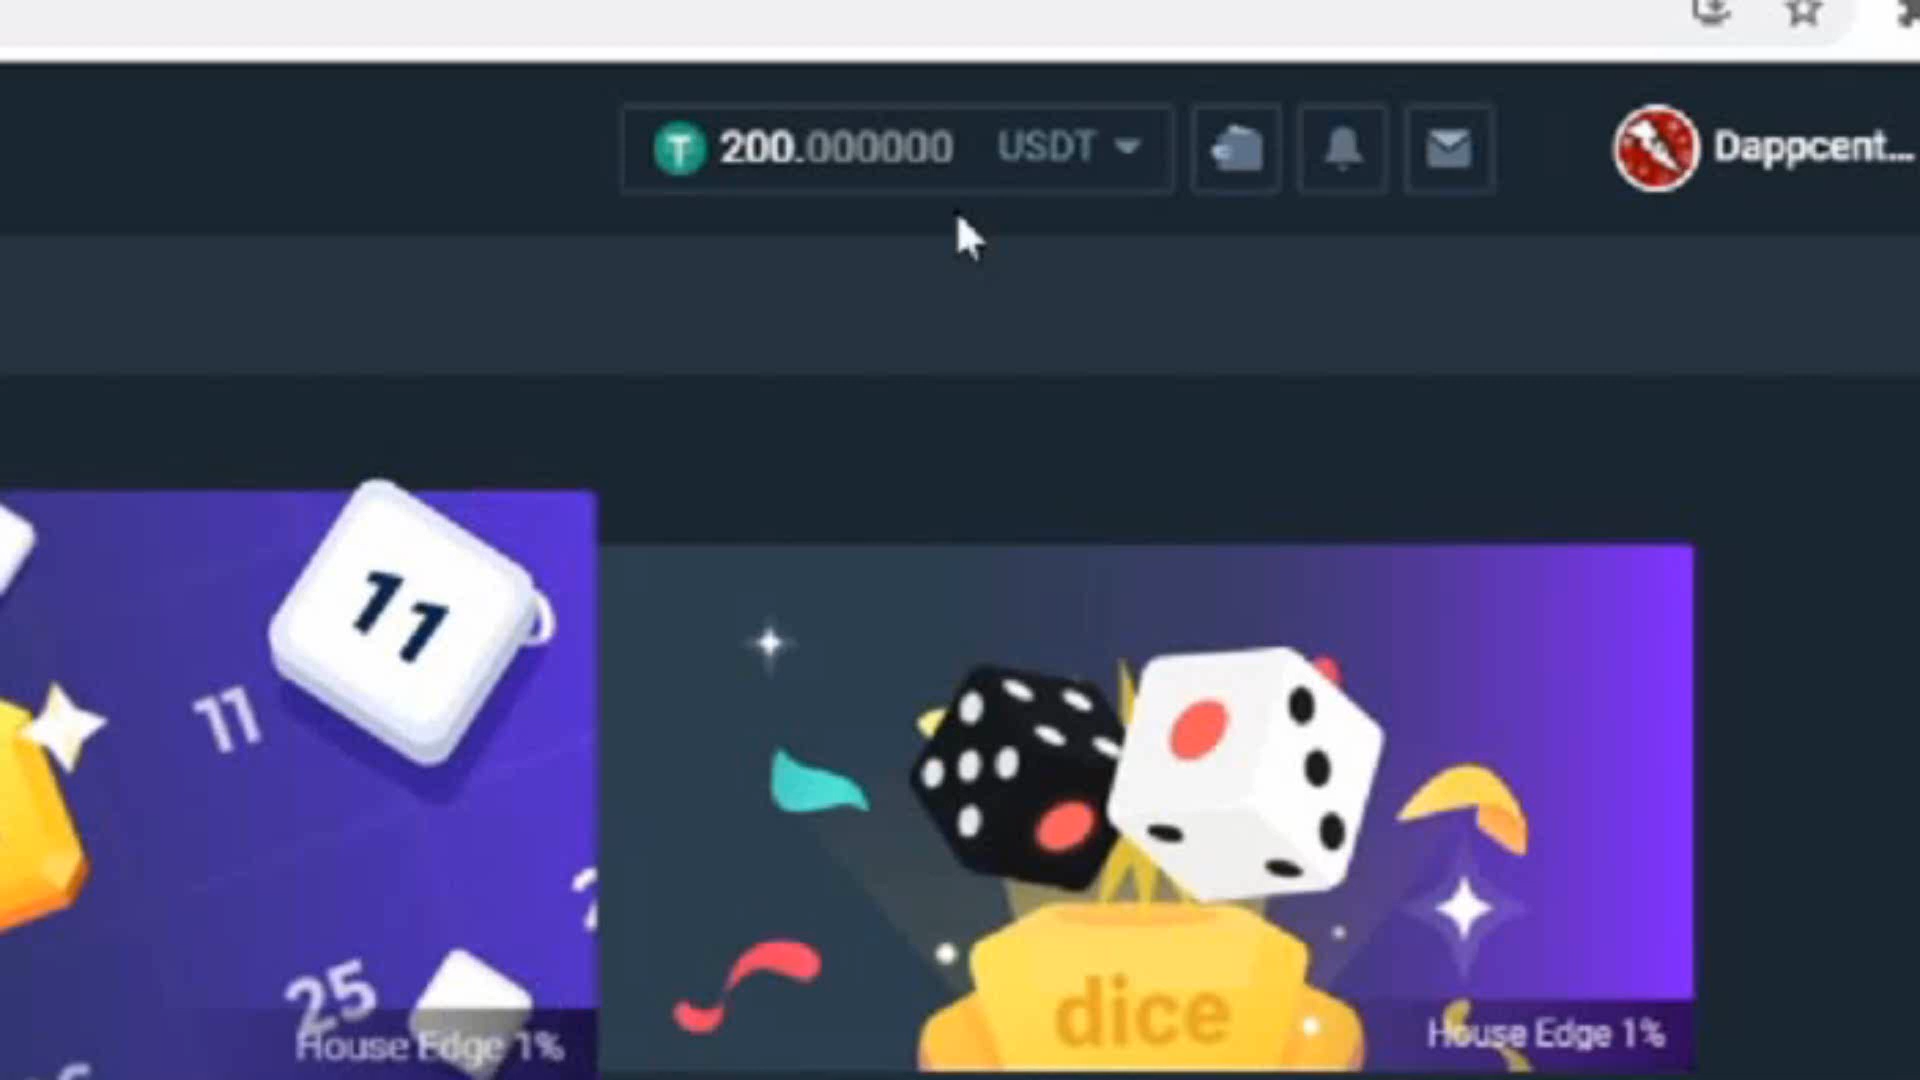 200.000000 USDT
Dappcent...
11
11
25
House Edge 1%
dice
House Edge 1%